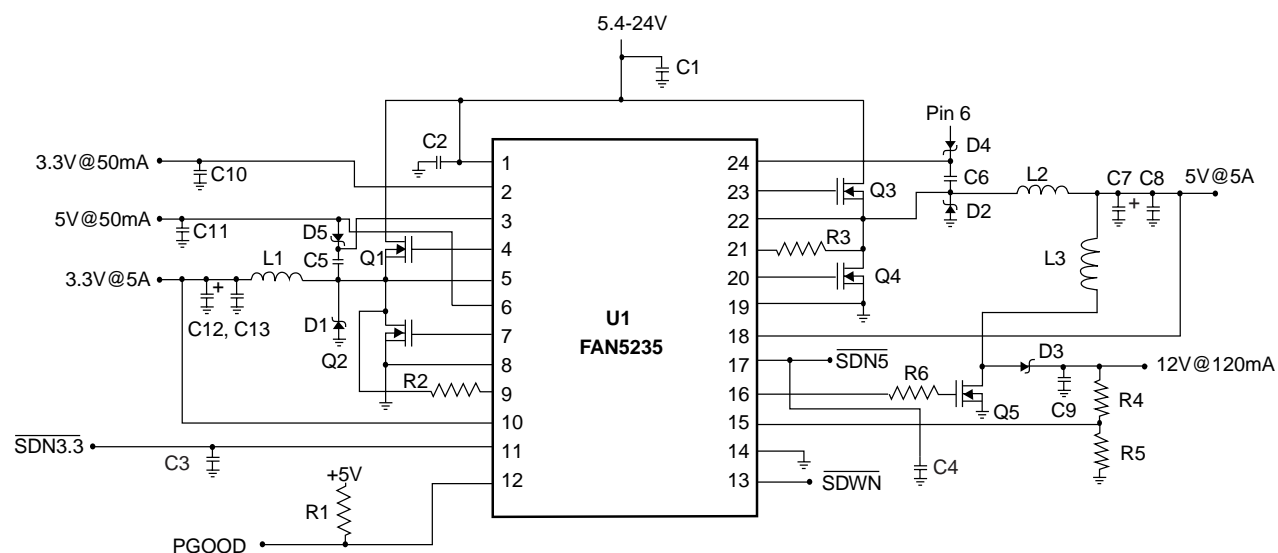 5.4-24V
C1
Pin 6
C2
D4
3.3V@50mA
1
24
C6
L2
C7
C8
5V@5A
C10
2
23
Q3
5V@50mA
3
22
D2
C11
D5
4
21
R3
Q1
C5
L1
L3
3.3V@5A
5
20
Q4
+
+
6
19
U1
FAN5235
C12, C13
D1
7
18
Q2
8
17
SDN5
D3
12V@120mA
R2
9
16
R6
Q5
C9
R4
10
15
SDN3.3
11
14
R5
C3
C4
12
13
SDWN
+5V
R1
PGOOD